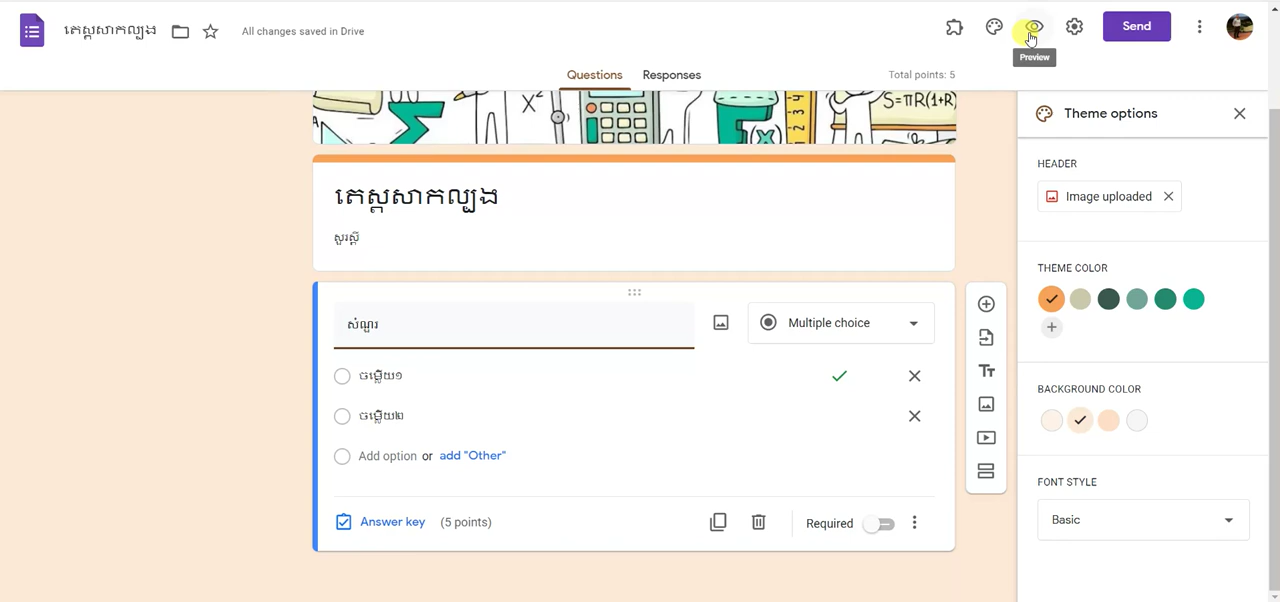 តេស្តសាកល្បង
All changes saved in Drive
Send
Preview
Questions
Responses
Total points: 5
X²
S=πR(1+R)
F(x)
Theme options
HEADER
Image uploaded
តេស្តសាកល្បង
សួរស្តី
THEME COLOR
សំណួរ
Multiple choice
ចម្លើយ១
ចម្លើយ២
BACKGROUND COLOR
Add option or add "Other"
FONT STYLE
Answer key (5 points)
Required
Basic